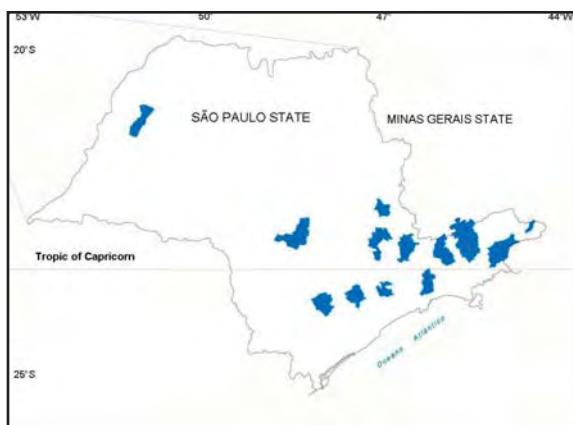 53°W 50° 47° 44°W
20°S
SÃO PAULO STATE MINAS GERAIS STATE
Tropic of Capricorn
Oceano Atlântico
25°S